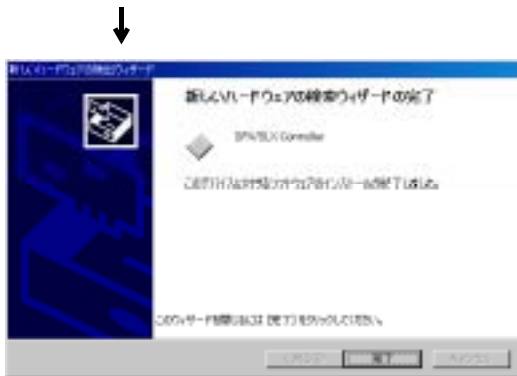 新しいハードウェアの検出ウィザード
新しいハードウェアの検索ウィザードの完了
Controller
このデバイスに対するソフトウェアのインストールが完了しました。
このウィザードを閉じるには [完了] をクリックしてください。
完了